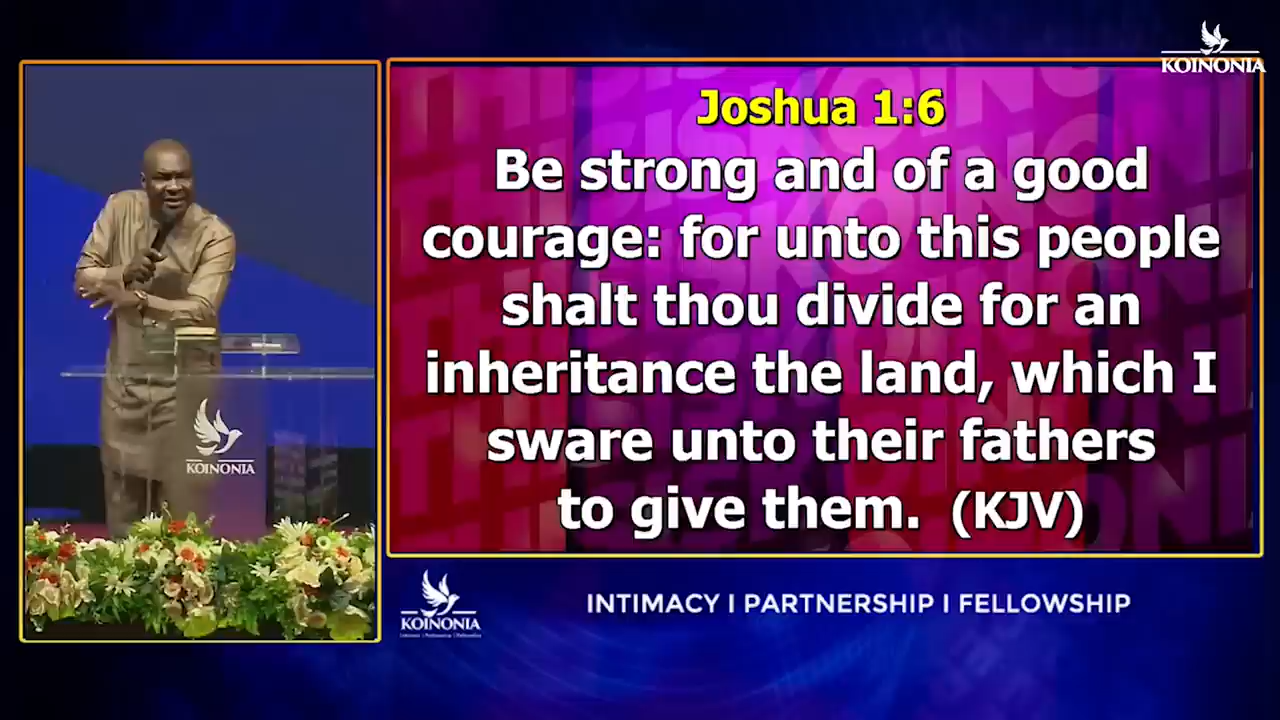 KOINONIA
Joshua 1:6
Be strong and of a good
courage: for unto this people
shalt thou divide for an
inheritance the land, which I
sware unto their fathers
to give them. (KJV)
KOINONIA
KOINONIA
INTIMACY I PARTNERSHIP I FELLOWSHIP